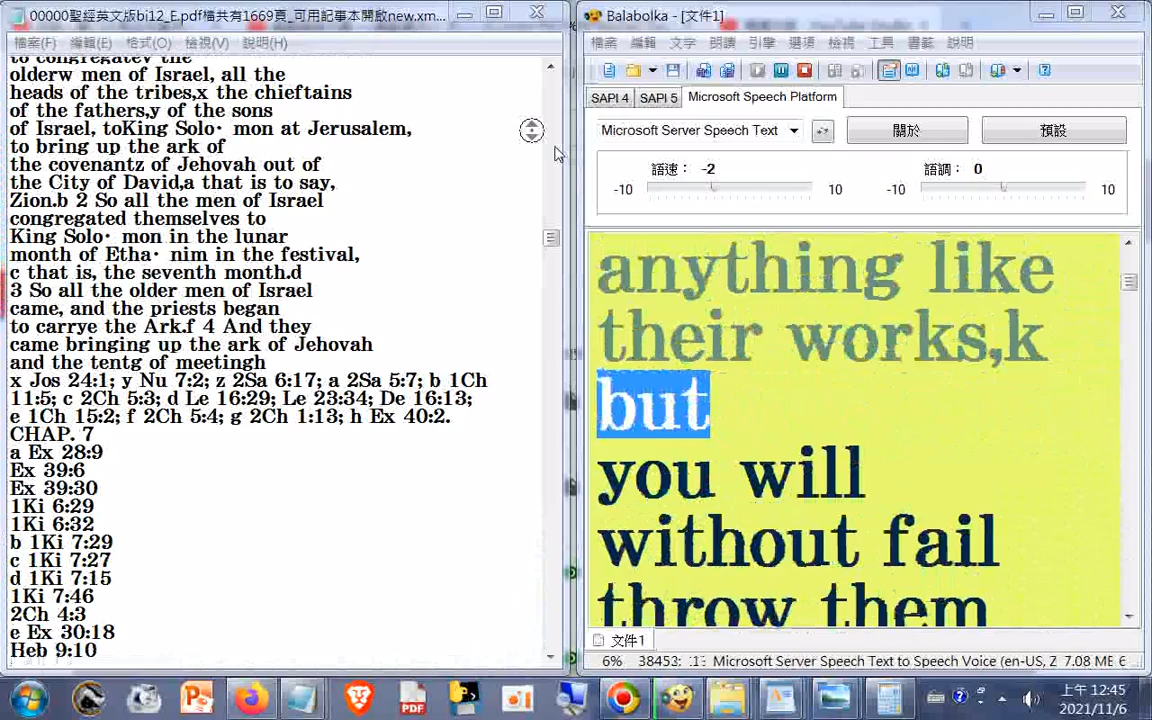 00000聖經英文版bi12_E.pdf檔共有1669頁_可用記事本開啟new.xm...
檔案(F) 編輯(E) 格式(O) 檢視(V) 說明(H)
to congregatev the
olderw men of Israel, all the
heads of the tribes,x the chieftains
of the fathers,y of the sons
of Israel, toKing Solo· mon at Jerusalem,
to bring up the ark of
the covenantz of Jehovah out of
the City of David,a that is to say,
Zion.b 2 So all the men of Israel
congregated themselves to
King Solo· mon in the lunar
month of Etha· nim in the festival,
c that is, the seventh month.d
3 So all the older men of Israel
came, and the priests began
to carrye the Ark.f 4 And they
came bringing up the ark of Jehovah
and the tentg of meetingh
x Jos 24:1; y Nu 7:2; z 2Sa 6:17; a 2Sa 5:7; b 1Ch
11:5; c 2Ch 5:3; d Le 16:29; Le 23:34; De 16:13;
e 1Ch 15:2; f 2Ch 5:4; g 2Ch 1:13; h Ex 40:2.
CHAP. 7
a Ex 28:9
Ex 39:6
Ex 39:30
1Ki 6:29
1Ki 6:32
b 1Ki 7:29
c 1Ki 7:27
d 1Ki 7:15
1Ki 7:46
2Ch 4:3
e Ex 30:18
Heb 9:10
Balabolka - [文件1]
檔案 編輯 文字 朗讀 引擎 選項 檢視 工具 書籤 說明
SAPI 4 SAPI 5 Microsoft Speech Platform
Microsoft Server Speech Text 關於 預設
語速: -2 語調: 0
-10 10 -10 10
anything like
their works,k
but
you will
without fail
throw them
文件1
6% 38453: Microsoft Server Speech Text to Speech Voice (en-US, Z 7.08 MB 6
PDF
上午 12:45
2021/11/6